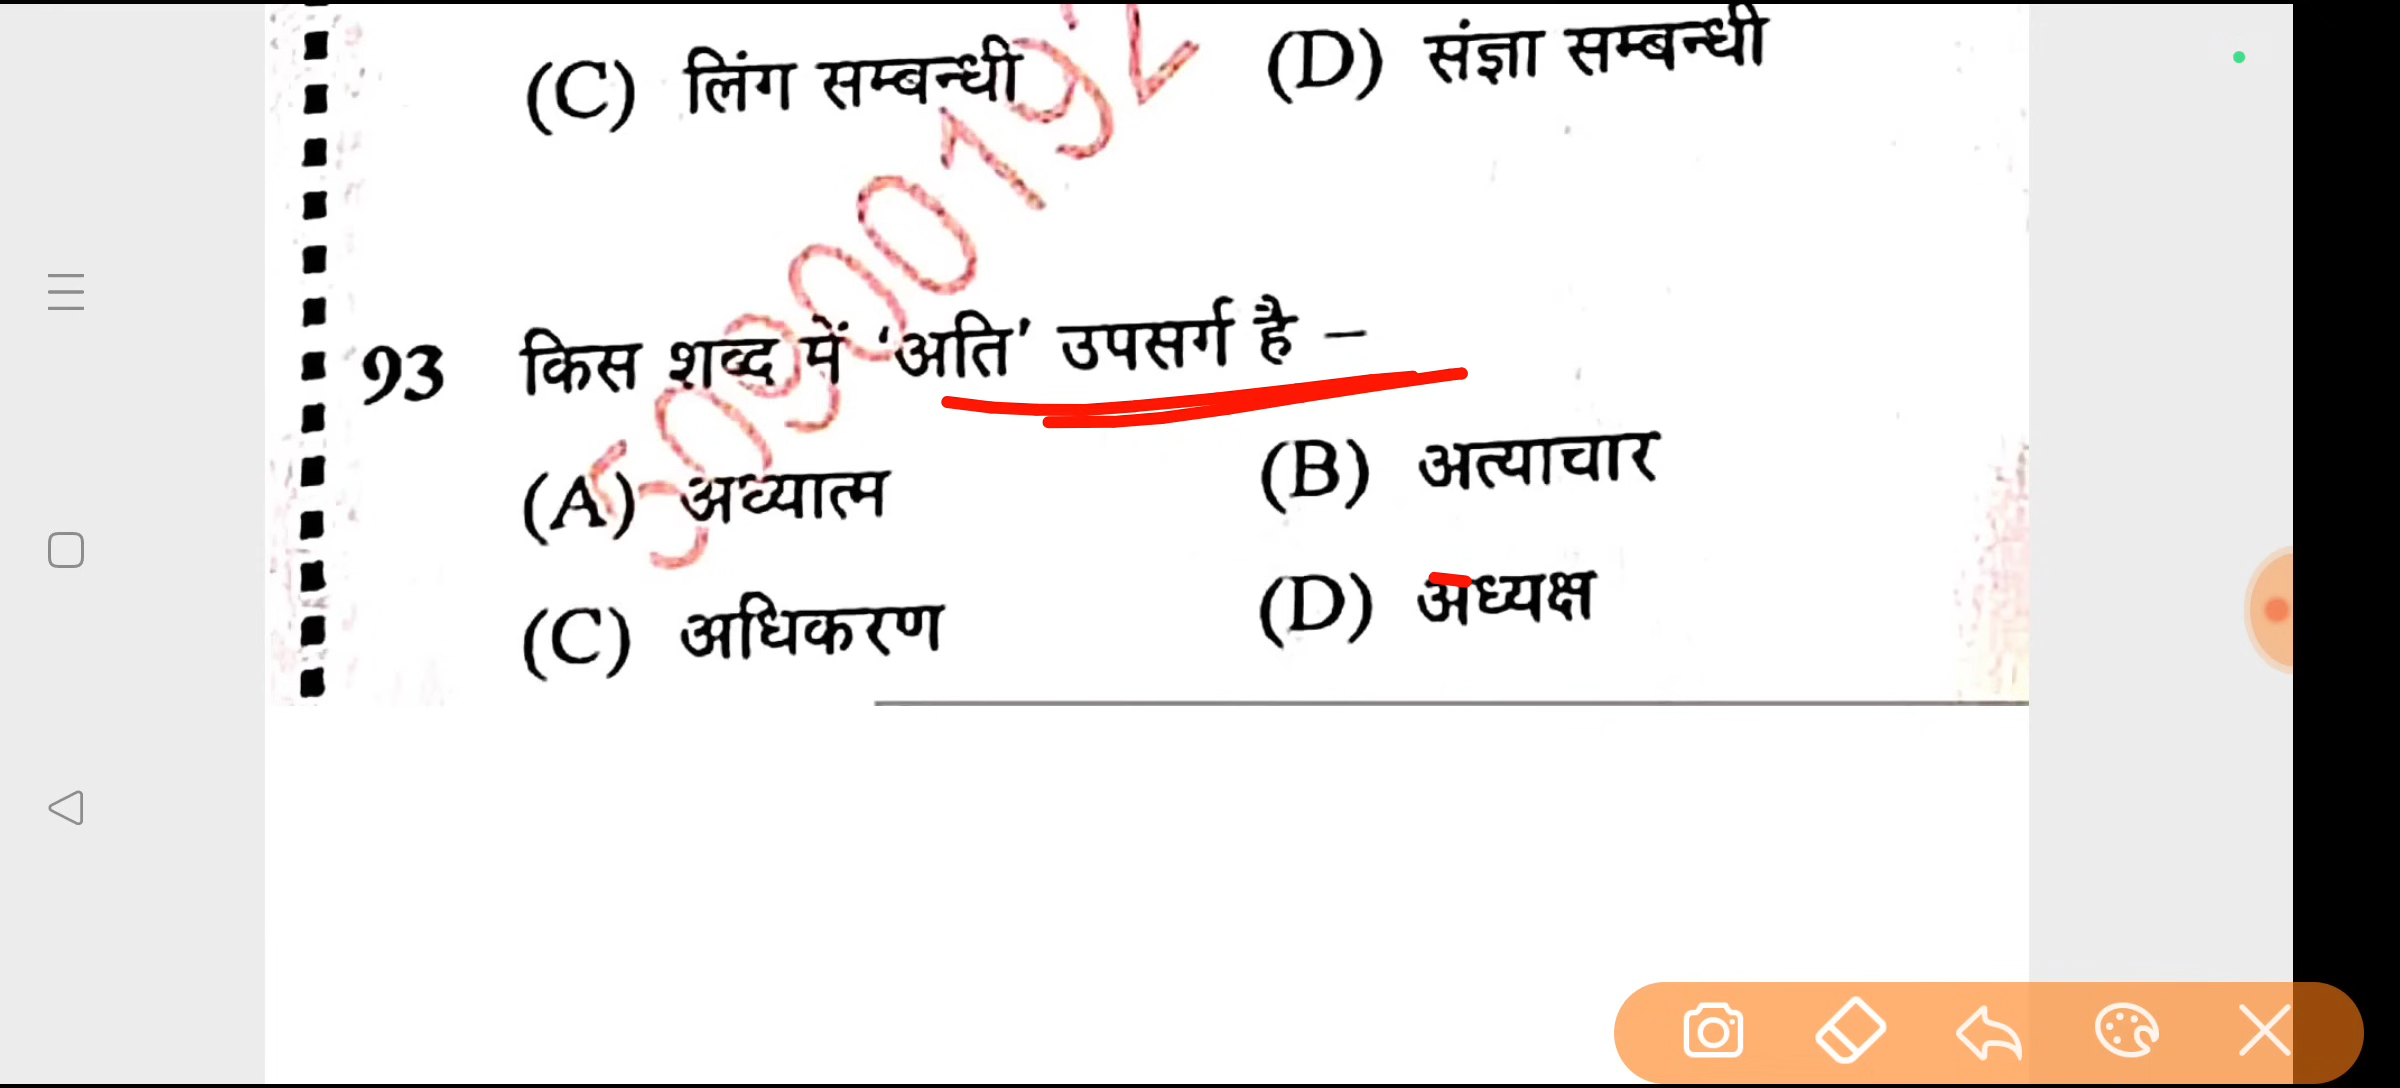 (C) लिंग सम्बन्धी (D) संज्ञा सम्बन्धी
93 किस शब्द में ‘अति’ उपसर्ग है –
(A) अध्यात्म (B) अत्याचार
(C) अधिकरण (D) अध्यक्ष